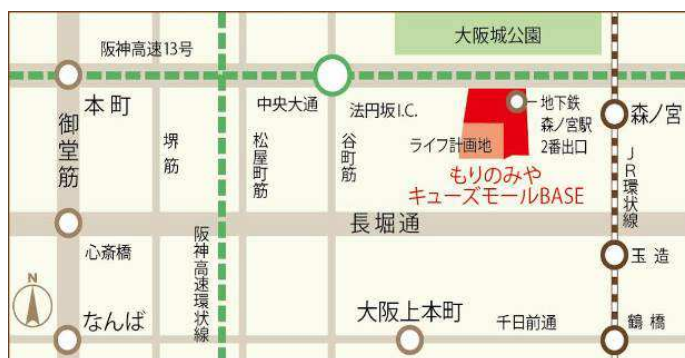 阪神高速13号
大阪城公園
本町
中央大通
法円坂I.C.
地下鉄
森ノ宮駅
2番出口
森ノ宮
御堂筋
堺筋
松屋町筋
谷町筋
ライフ計画地
もりのみや
キューズモールBASE
JR環状線
長堀通
心斎橋
阪神高速環状線
玉造
N
なんば
大阪上本町
千日前通
鶴橋